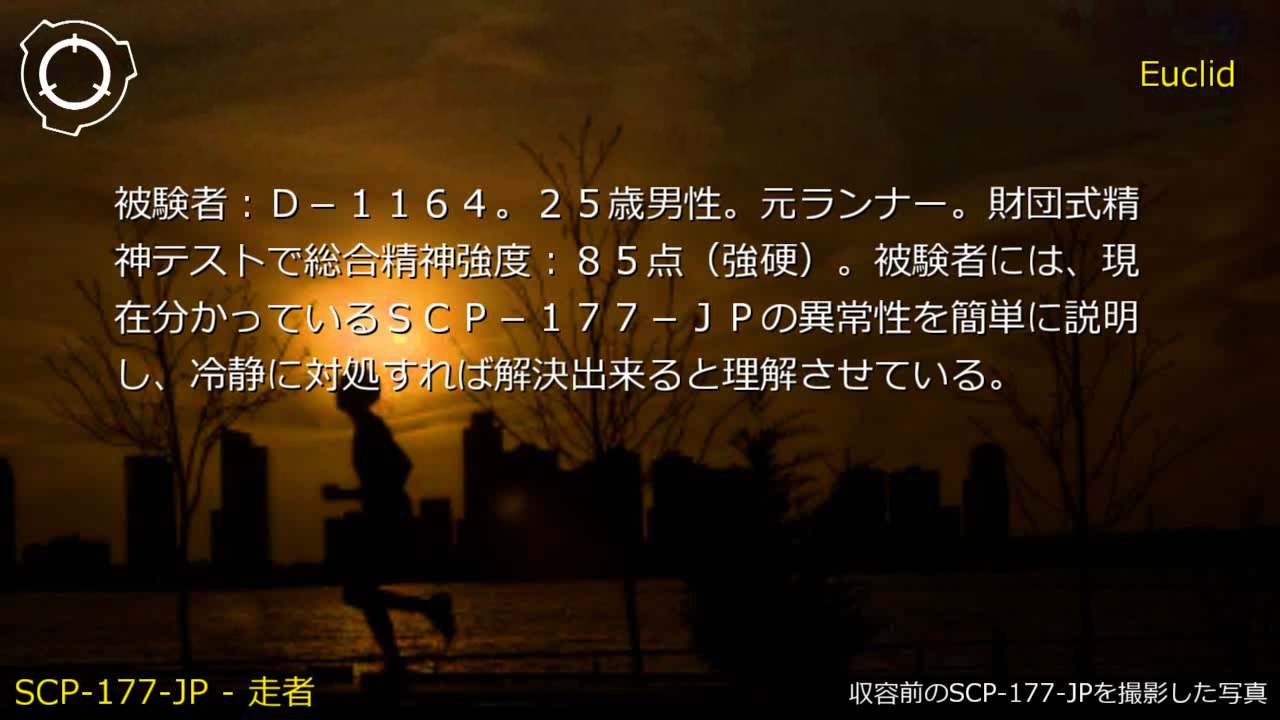 Euclid
被験者：Ｄ－１１６４。２５歳男性。元ランナー。財団式精
神テストで総合精神強度：８５点（強硬）。被験者には、現
在分かっているＳＣＰ－１７７－ＪＰの異常性を簡単に説明
し、冷静に対処すれば解決出来ると理解させている。
SCP-177-JP - 走者
収容前のSCP-177-JPを撮影した写真